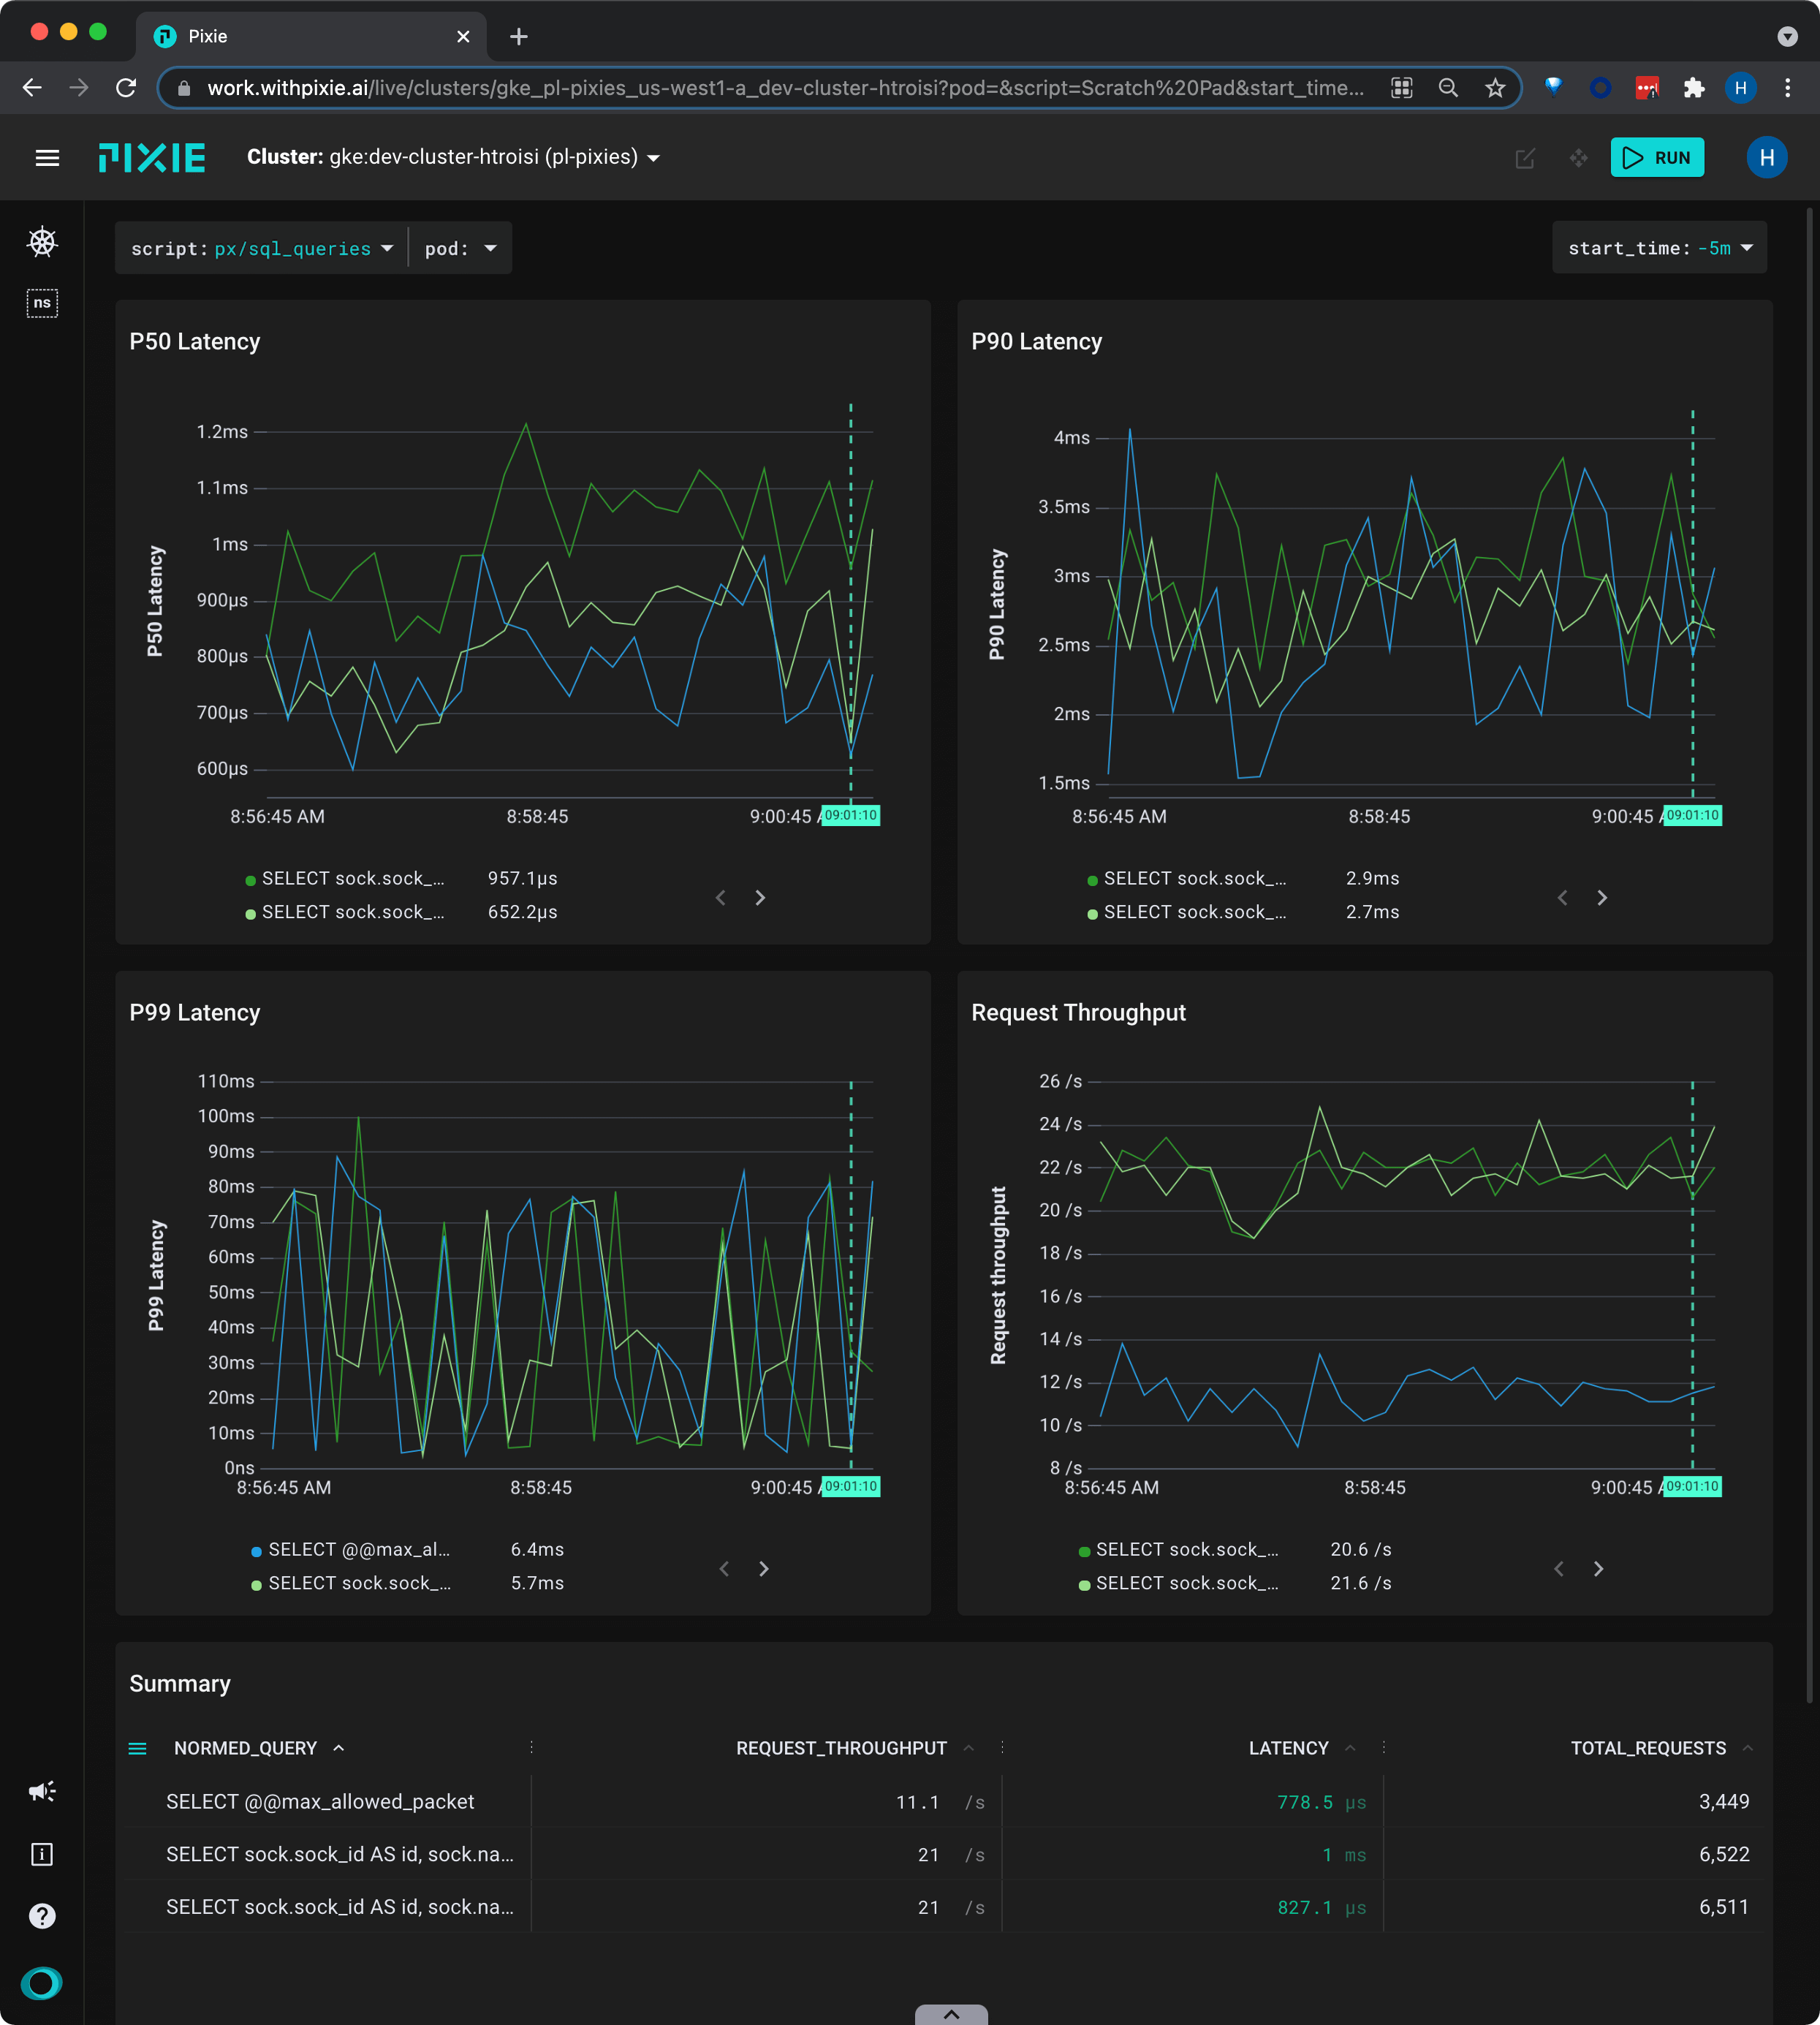 Pixie
work.withpixie.ai/live/clusters/gke_pl-pixies_us-west1-a_dev-cluster-htroisi?pod=&script=Scratch%20Pad&start_time...
H
PIXIE
Cluster: gke:dev-cluster-htroisi (pl-pixies)
RUN
H
script: px/sql_queries
pod:
start_time: -5m
ns
P50 Latency
1.2ms
1.1ms
1ms
900µs
800µs
700µs
600µs
P50 Latency
8:56:45 AM
8:58:45
9:00:45 A
09:01:10
SELECT sock.sock_... 957.1µs
SELECT sock.sock_... 652.2µs
P90 Latency
4ms
3.5ms
3ms
2.5ms
2ms
1.5ms
P90 Latency
8:56:45 AM
8:58:45
9:00:45 A
09:01:10
SELECT sock.sock_... 2.9ms
SELECT sock.sock_... 2.7ms
P99 Latency
110ms
100ms
90ms
80ms
70ms
60ms
50ms
40ms
30ms
20ms
10ms
0ns
P99 Latency
8:56:45 AM
8:58:45
9:00:45 A
09:01:10
SELECT @@max_al... 6.4ms
SELECT sock.sock_... 5.7ms
Request Throughput
26 /s
24 /s
22 /s
20 /s
18 /s
16 /s
14 /s
12 /s
10 /s
8 /s
Request throughput
8:56:45 AM
8:58:45
9:00:45 A
09:01:10
SELECT sock.sock_... 20.6 /s
SELECT sock.sock_... 21.6 /s
Summary
NORMED_QUERY REQUEST_THROUGHPUT LATENCY TOTAL_REQUESTS
SELECT @@max_allowed_packet 11.1 /s 778.5 µs 3,449
SELECT sock.sock_id AS id, sock.na... 21 /s 1 ms 6,522
SELECT sock.sock_id AS id, sock.na... 21 /s 827.1 µs 6,511